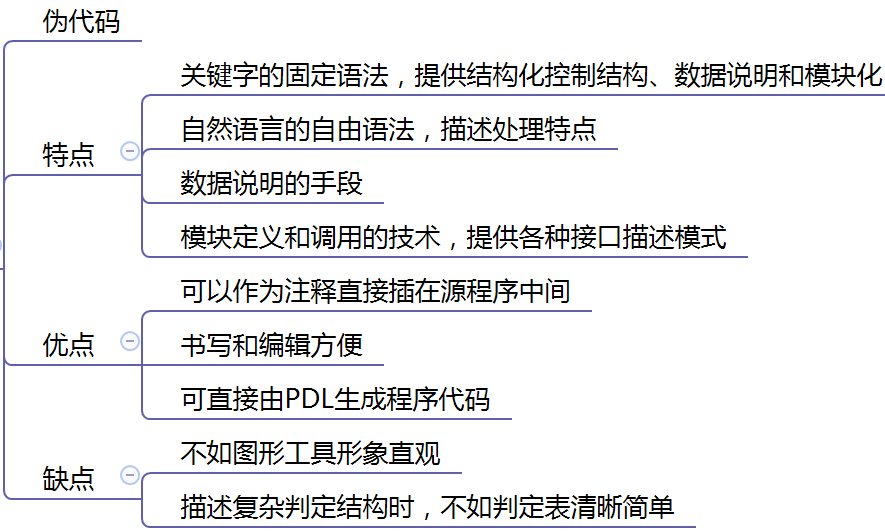 伪代码
特点
关键字的固定语法，提供结构化控制结构、数据说明和模块化
自然语言的自由语法，描述处理特点
数据说明的手段
模块定义和调用的技术，提供各种接口描述模式
优点
可以作为注释直接插在源程序中间
书写和编辑方便
可直接由PDL生成程序代码
缺点
不如图形工具形象直观
描述复杂判定结构时，不如判定表清晰简单